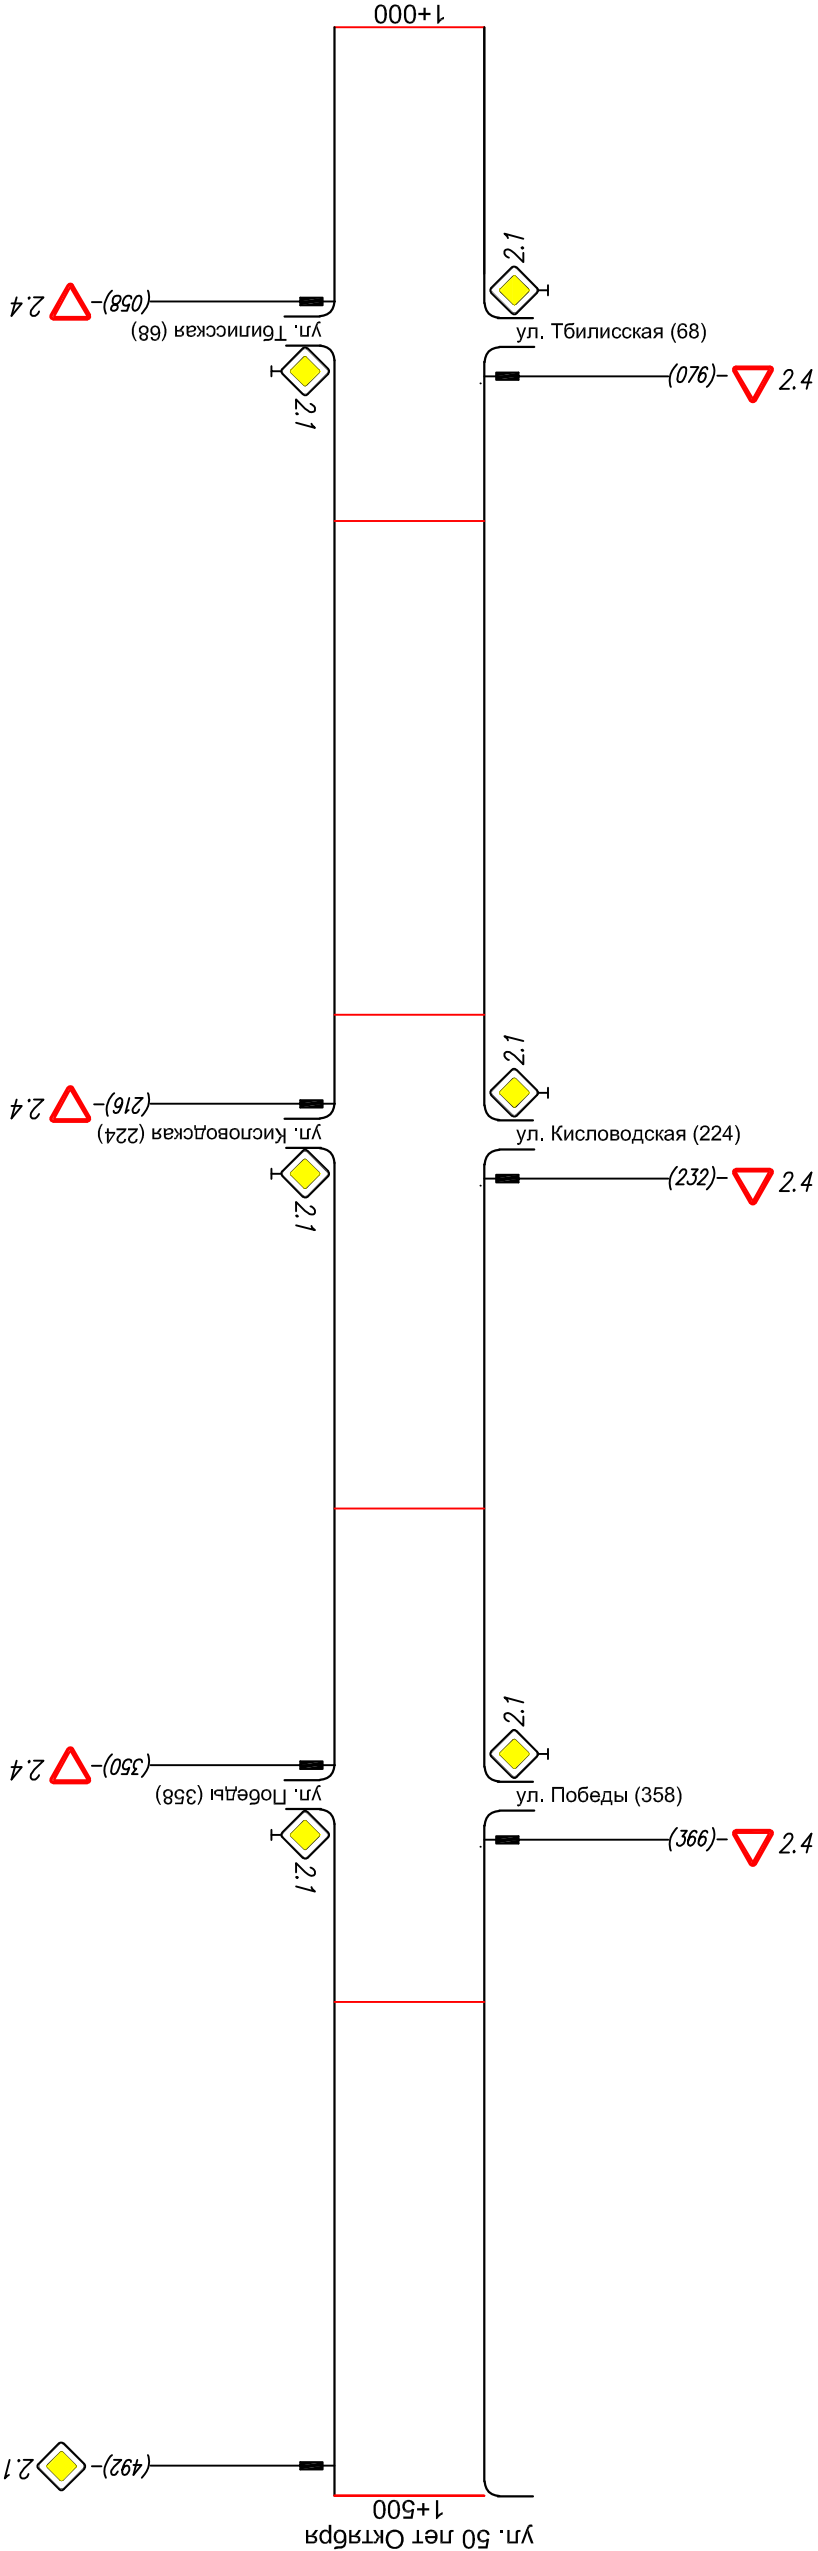 1+000
2.1
2.4 (058)
ул. Тбилисская (68)
ул. Тбилисская (68)
(076) 2.4
2.1
2.1
2.4 (216)
ул. Кисловодская (224)
ул. Кисловодская (224)
(232) 2.4
2.1
2.1
2.4 (350)
ул. Победы (358)
ул. Победы (358)
(366) 2.4
2.1
2.1 (492)
1+500
ул. 50 лет Октября